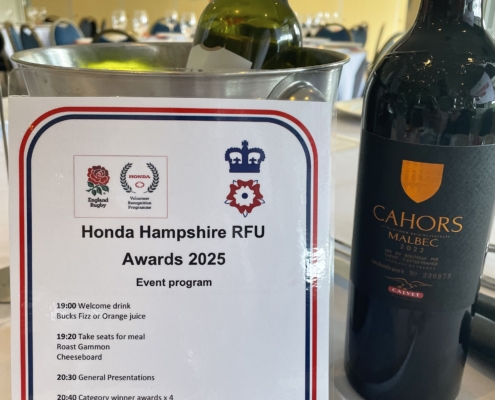 England
Rugby
HONDA
Volunteer
Recognition
Programme
Honda Hampshire RFU
Awards 2025
Event program
19:00 Welcome drink
Bucks Fizz or Orange juice
19:20 Take seats for meal
Roast Gammon
Cheeseboard
20:30 General Presentations
20:40 Category winner awards x 4
CAHORS
MALBEC
2022
CALVET